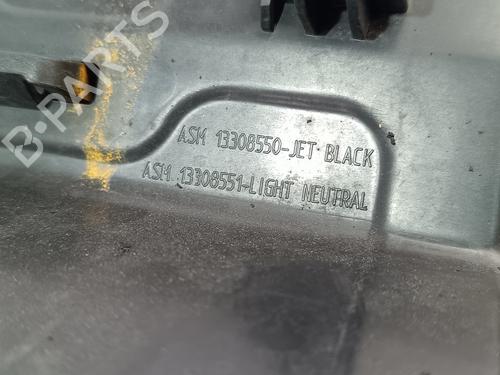 B-PARTS
ASM 13308550-JET BLACK
ASM 13308551-LIGHT NEUTRAL